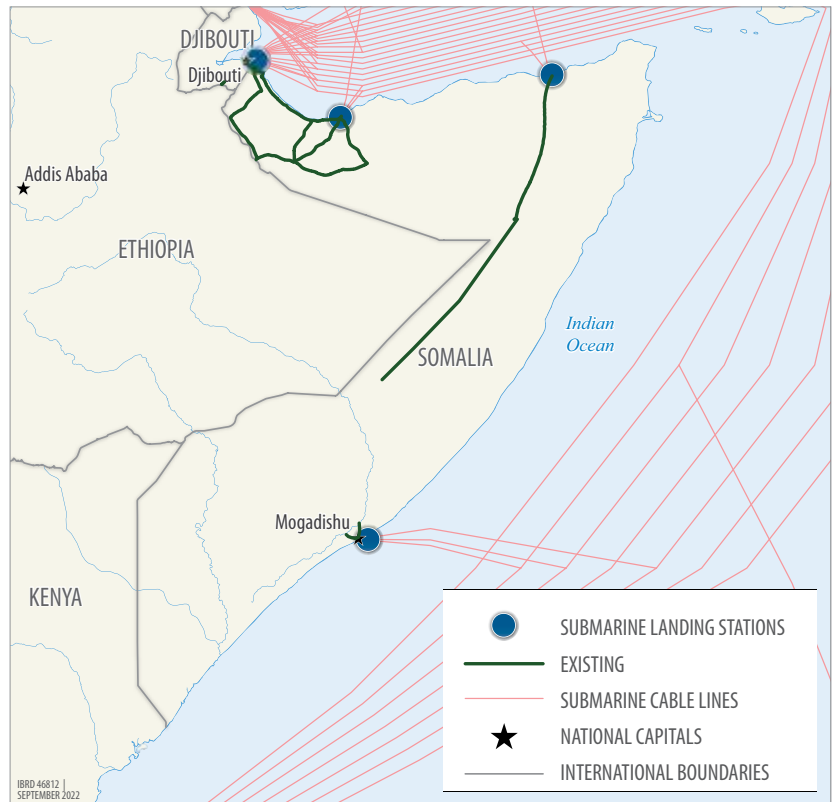 DJIBOUTI
Djibouti
Addis Ababa
ETHIOPIA
Indian
Ocean
SOMALIA
Mogadishu
KENYA
SUBMARINE LANDING STATIONS
EXISTING
SUBMARINE CABLE LINES
NATIONAL CAPITALS
INTERNATIONAL BOUNDARIES
IBRD 46812 |
SEPTEMBER 2022